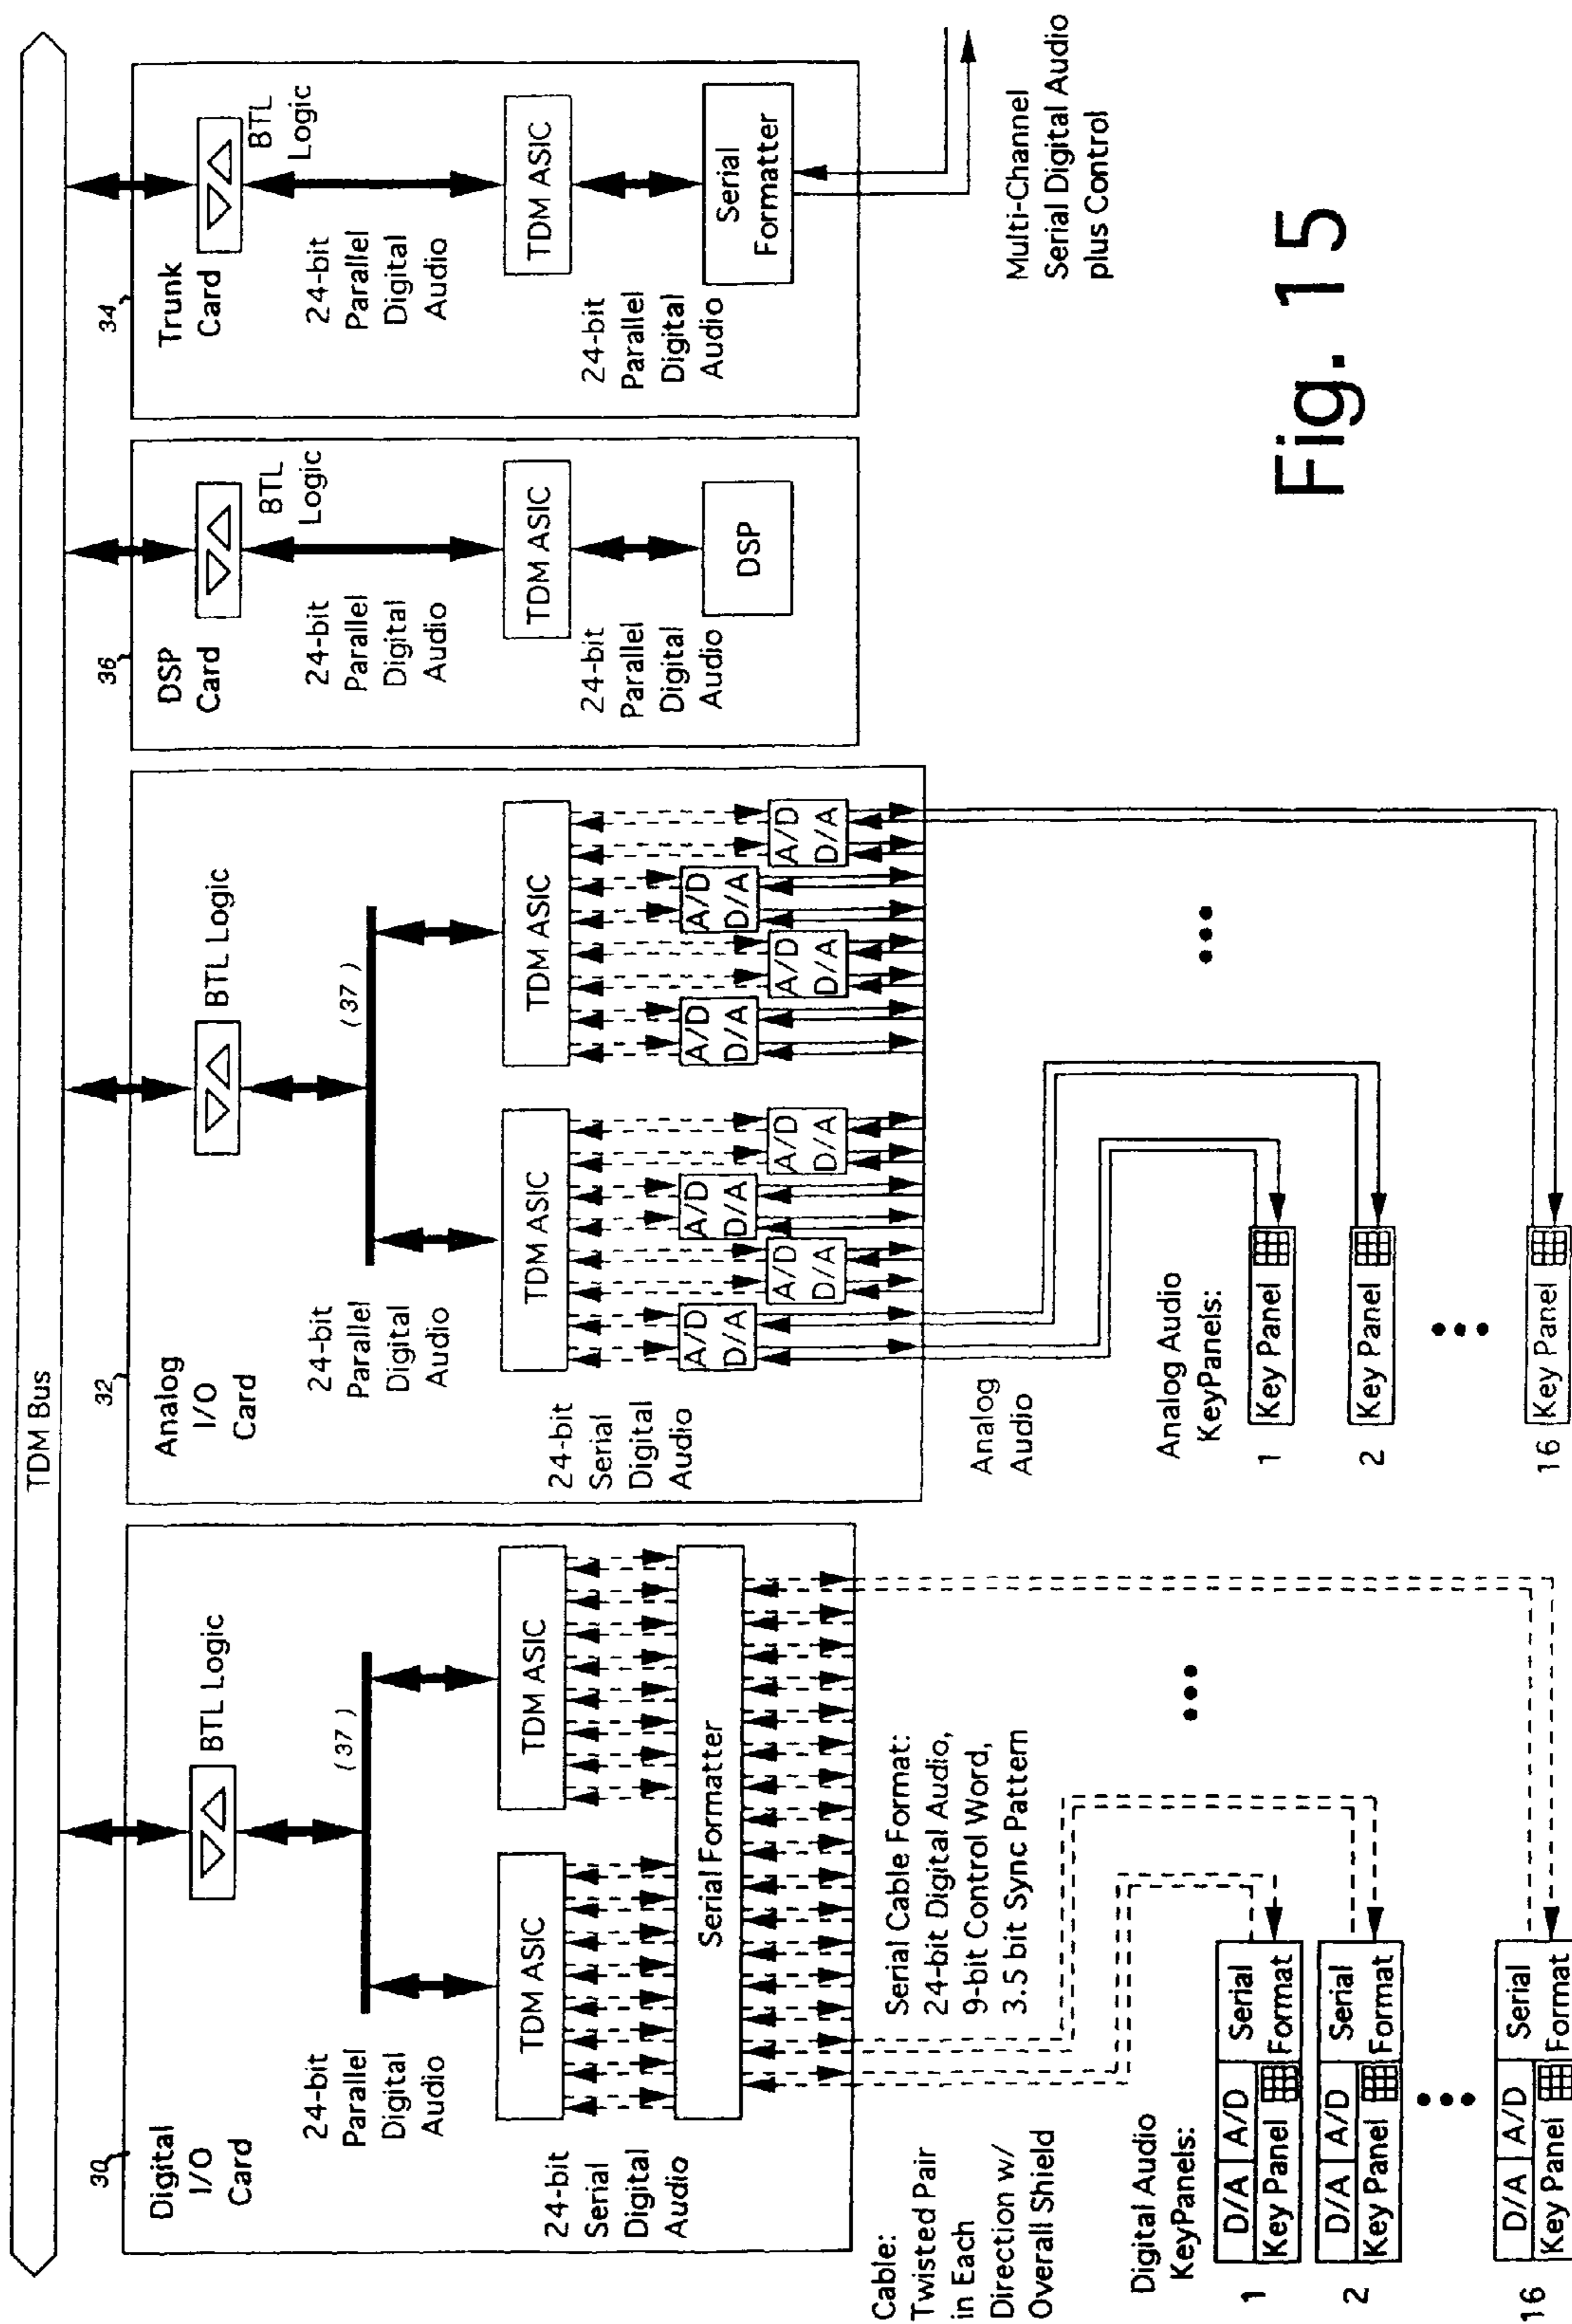 TDM Bus
30
Digital
I/O
Card
BTL Logic
(37)
24-bit
Parallel
Digital
Audio
TDM ASIC
TDM ASIC
24-bit
Serial
Digital
Audio
Serial Formatter
Cable:
Twisted Pair
in Each
Direction w/
Overall Shield
Serial Cable Format:
24-bit Digital Audio,
9-bit Control Word,
3.5 bit Sync Pattern
Digital Audio
KeyPanels:
1
D/A A/D
Key Panel
Serial
Format
2
D/A A/D
Key Panel
Serial
Format
16
D/A A/D
Key Panel
Serial
Format
32
Analog
I/O
Card
BTL Logic
(37)
24-bit
Parallel
Digital
Audio
TDM ASIC
TDM ASIC
24-bit
Serial
Digital
Audio
A/D
D/A
A/D
D/A
A/D
D/A
A/D
D/A
A/D
D/A
A/D
D/A
A/D
D/A
A/D
D/A
Analog
Audio
Analog Audio
KeyPanels:
1 Key Panel
2 Key Panel
16 Key Panel
36
DSP
Card
BTL
Logic
24-bit
Parallel
Digital
Audio
TDM ASIC
24-bit
Parallel
Digital
Audio
DSP
34
Trunk
Card
BTL
Logic
24-bit
Parallel
Digital
Audio
TDM ASIC
24-bit
Parallel
Digital
Audio
Serial
Formatter
Multi-Channel
Serial Digital Audio
plus Control
Fig. 15